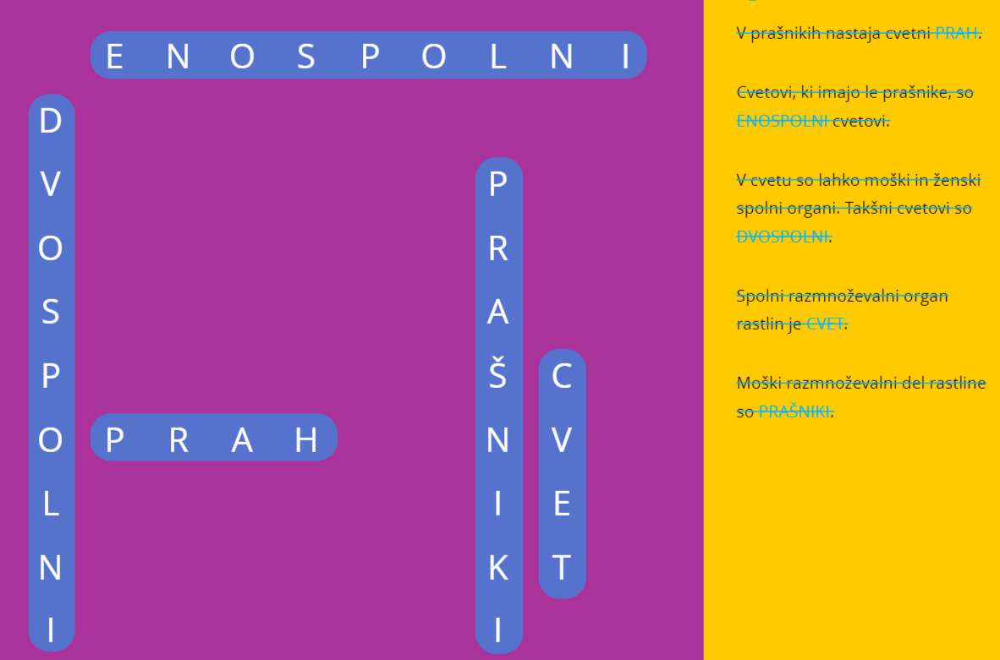 ENOSPOLNI
DVOSPOLNI
PRAŠNIKI
CVET
PRAH
V prašnikih nastaja cvetni PRAH.
Cvetovi, ki imajo le prašnike, so
ENOSPOLNI cvetovi.
V cvetu so lahko moški in ženski
spolni organi. Takšni cvetovi so
DVOSPOLNI.
Spolni razmnoževalni organ
rastlin je CVET.
Moški razmnoževalni del rastline
so PRAŠNIKI.